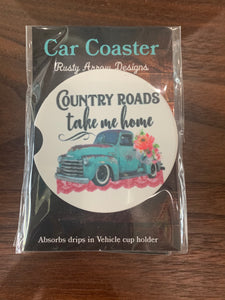 Car Coaster
Rusty Arrow Designs
COUNTRY ROADS
take me home
Absorbs drips in Vehicle cup holder